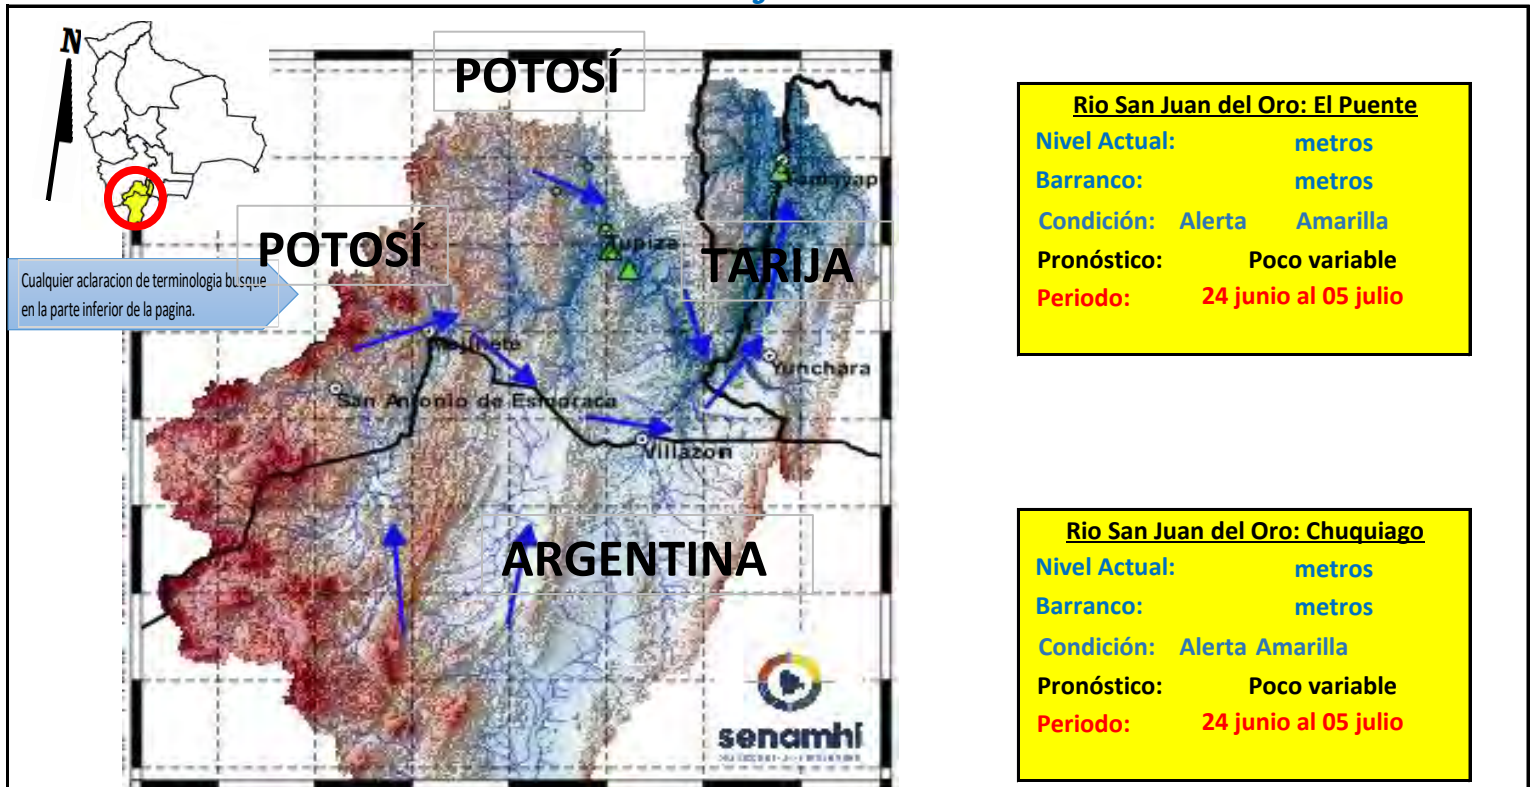 N
POTOSÍ
POTOSÍ
TARIJA
Cualquier aclaracion de terminologia busque
en la parte inferior de la pagina.
Tupiza
Yunchara
San Antonio de Esmoraca
Villazon
ARGENTINA
senamhi
Rio San Juan del Oro: El Puente
Nivel Actual: metros
Barranco: metros
Condición: Alerta Amarilla
Pronóstico: Poco variable
Periodo: 24 junio al 05 julio
Rio San Juan del Oro: Chuquiago
Nivel Actual: metros
Barranco: metros
Condición: Alerta Amarilla
Pronóstico: Poco variable
Periodo: 24 junio al 05 julio